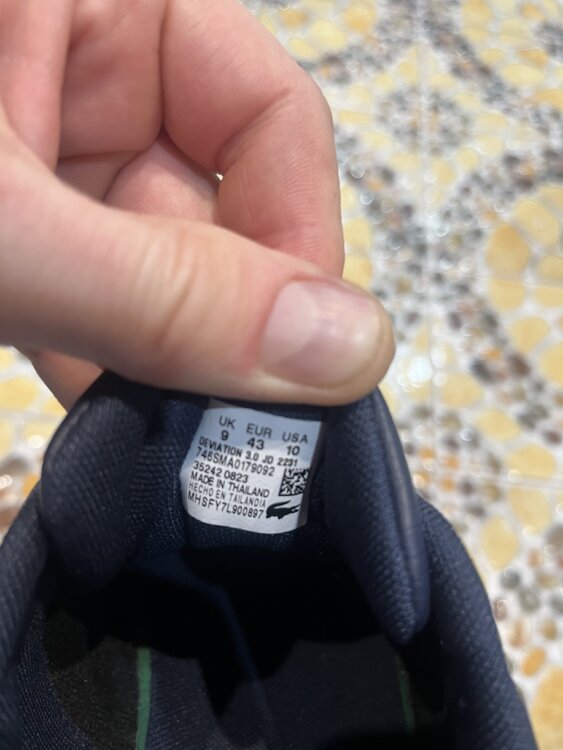 UK EUR USA
9 43 10
DEVIATION 3.0 JD 2231
746SMA0179092
35242 0823
MADE IN THAILAND
HECHO EN TAILANDIA
MHSFY7L900897